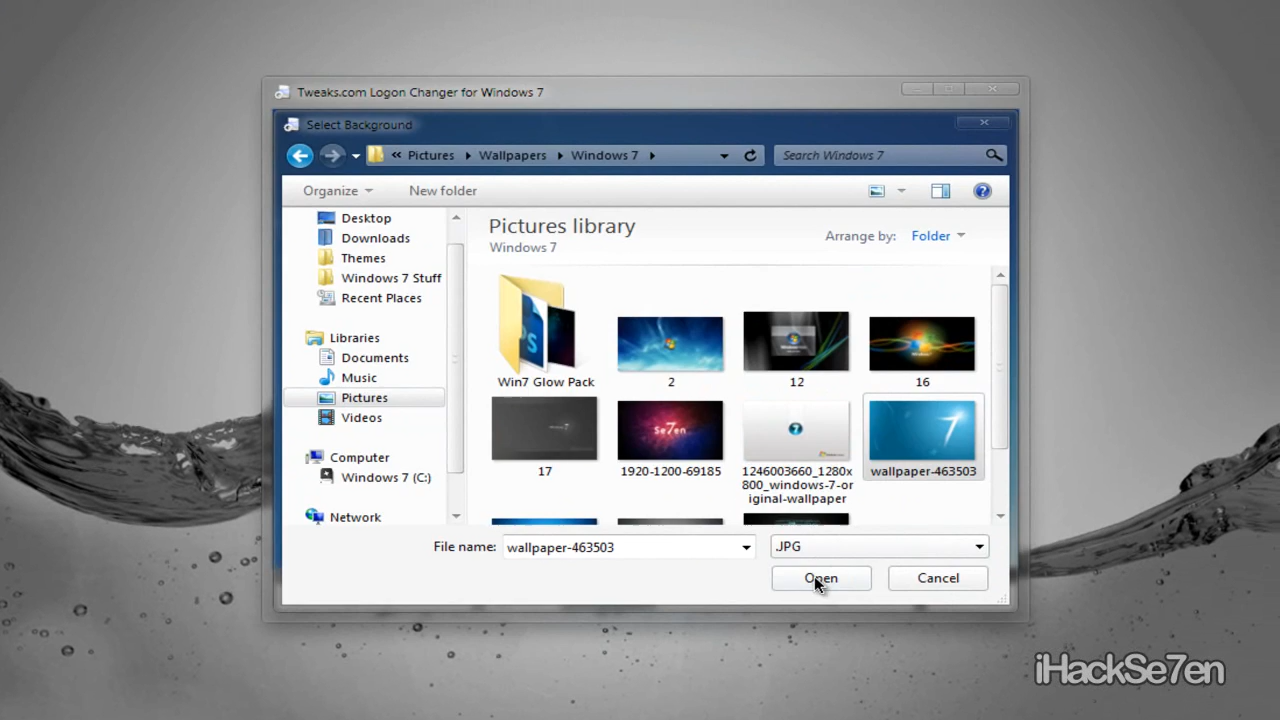 Tweaks.com Logon Changer for Windows 7
Select Background
« Pictures Wallpapers Windows 7
Search Windows 7
Organize
New folder
Desktop
Downloads
Themes
Windows 7 Stuff
Recent Places
Libraries
Documents
Music
Pictures
Videos
Computer
Windows 7 (C:)
Network
Pictures library
Windows 7
Arrange by: Folder
Win7 Glow Pack
2
12
16
Se7en
7
7
17
1920-1200-69185
1246003660_1280x
800_windows-7-or
iginal-wallpaper
wallpaper-463503
File name: wallpaper-463503
.JPG
Open
Cancel
iHackSe7en